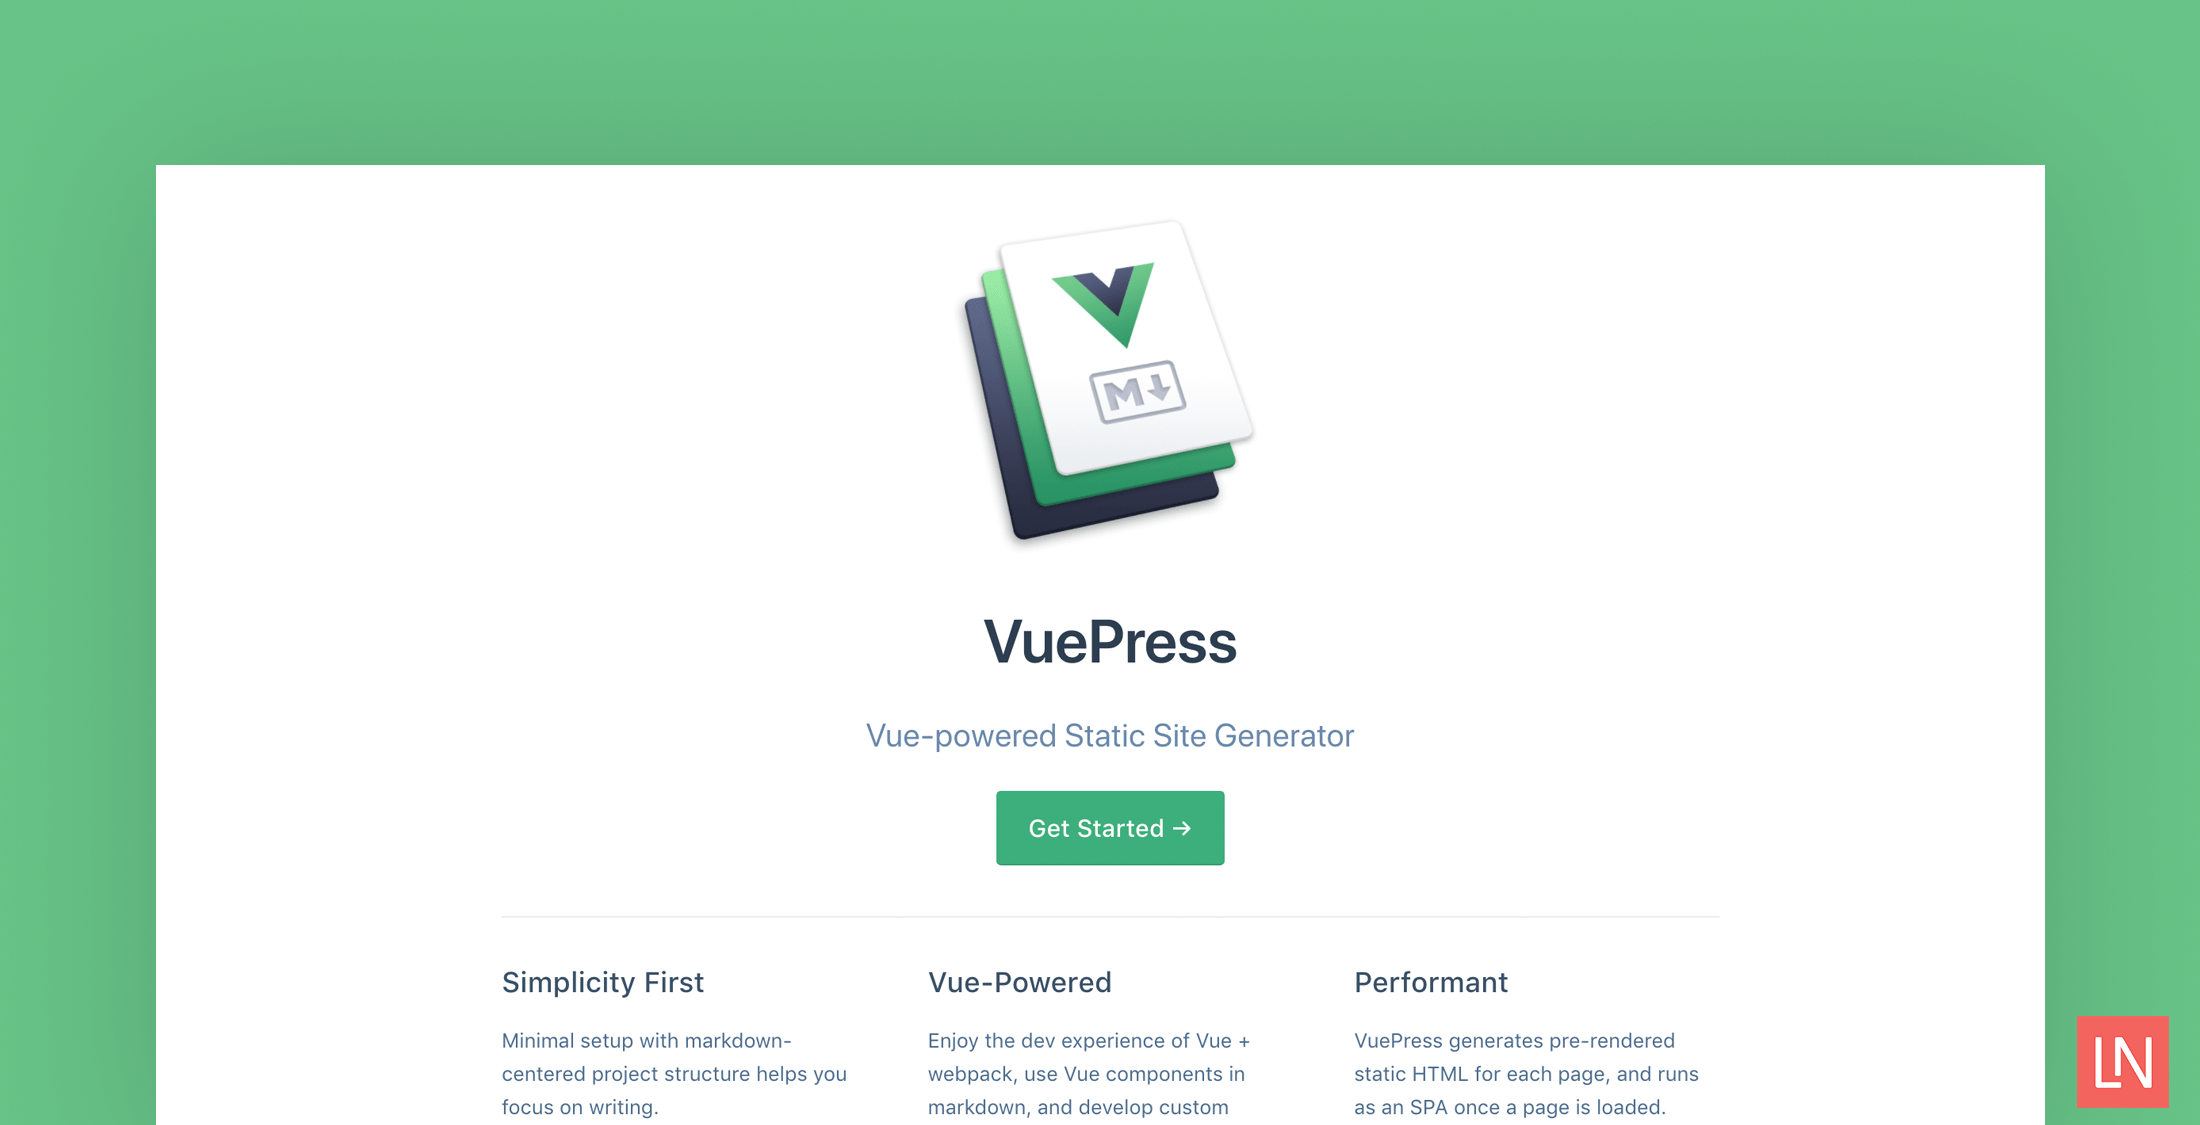 M
VuePress
Vue-powered Static Site Generator
Get Started →
Simplicity First
Minimal setup with markdown-
centered project structure helps you
focus on writing.
Vue-Powered
Enjoy the dev experience of Vue +
webpack, use Vue components in
markdown, and develop custom
Performant
VuePress generates pre-rendered
static HTML for each page, and runs
as an SPA once a page is loaded.
LN